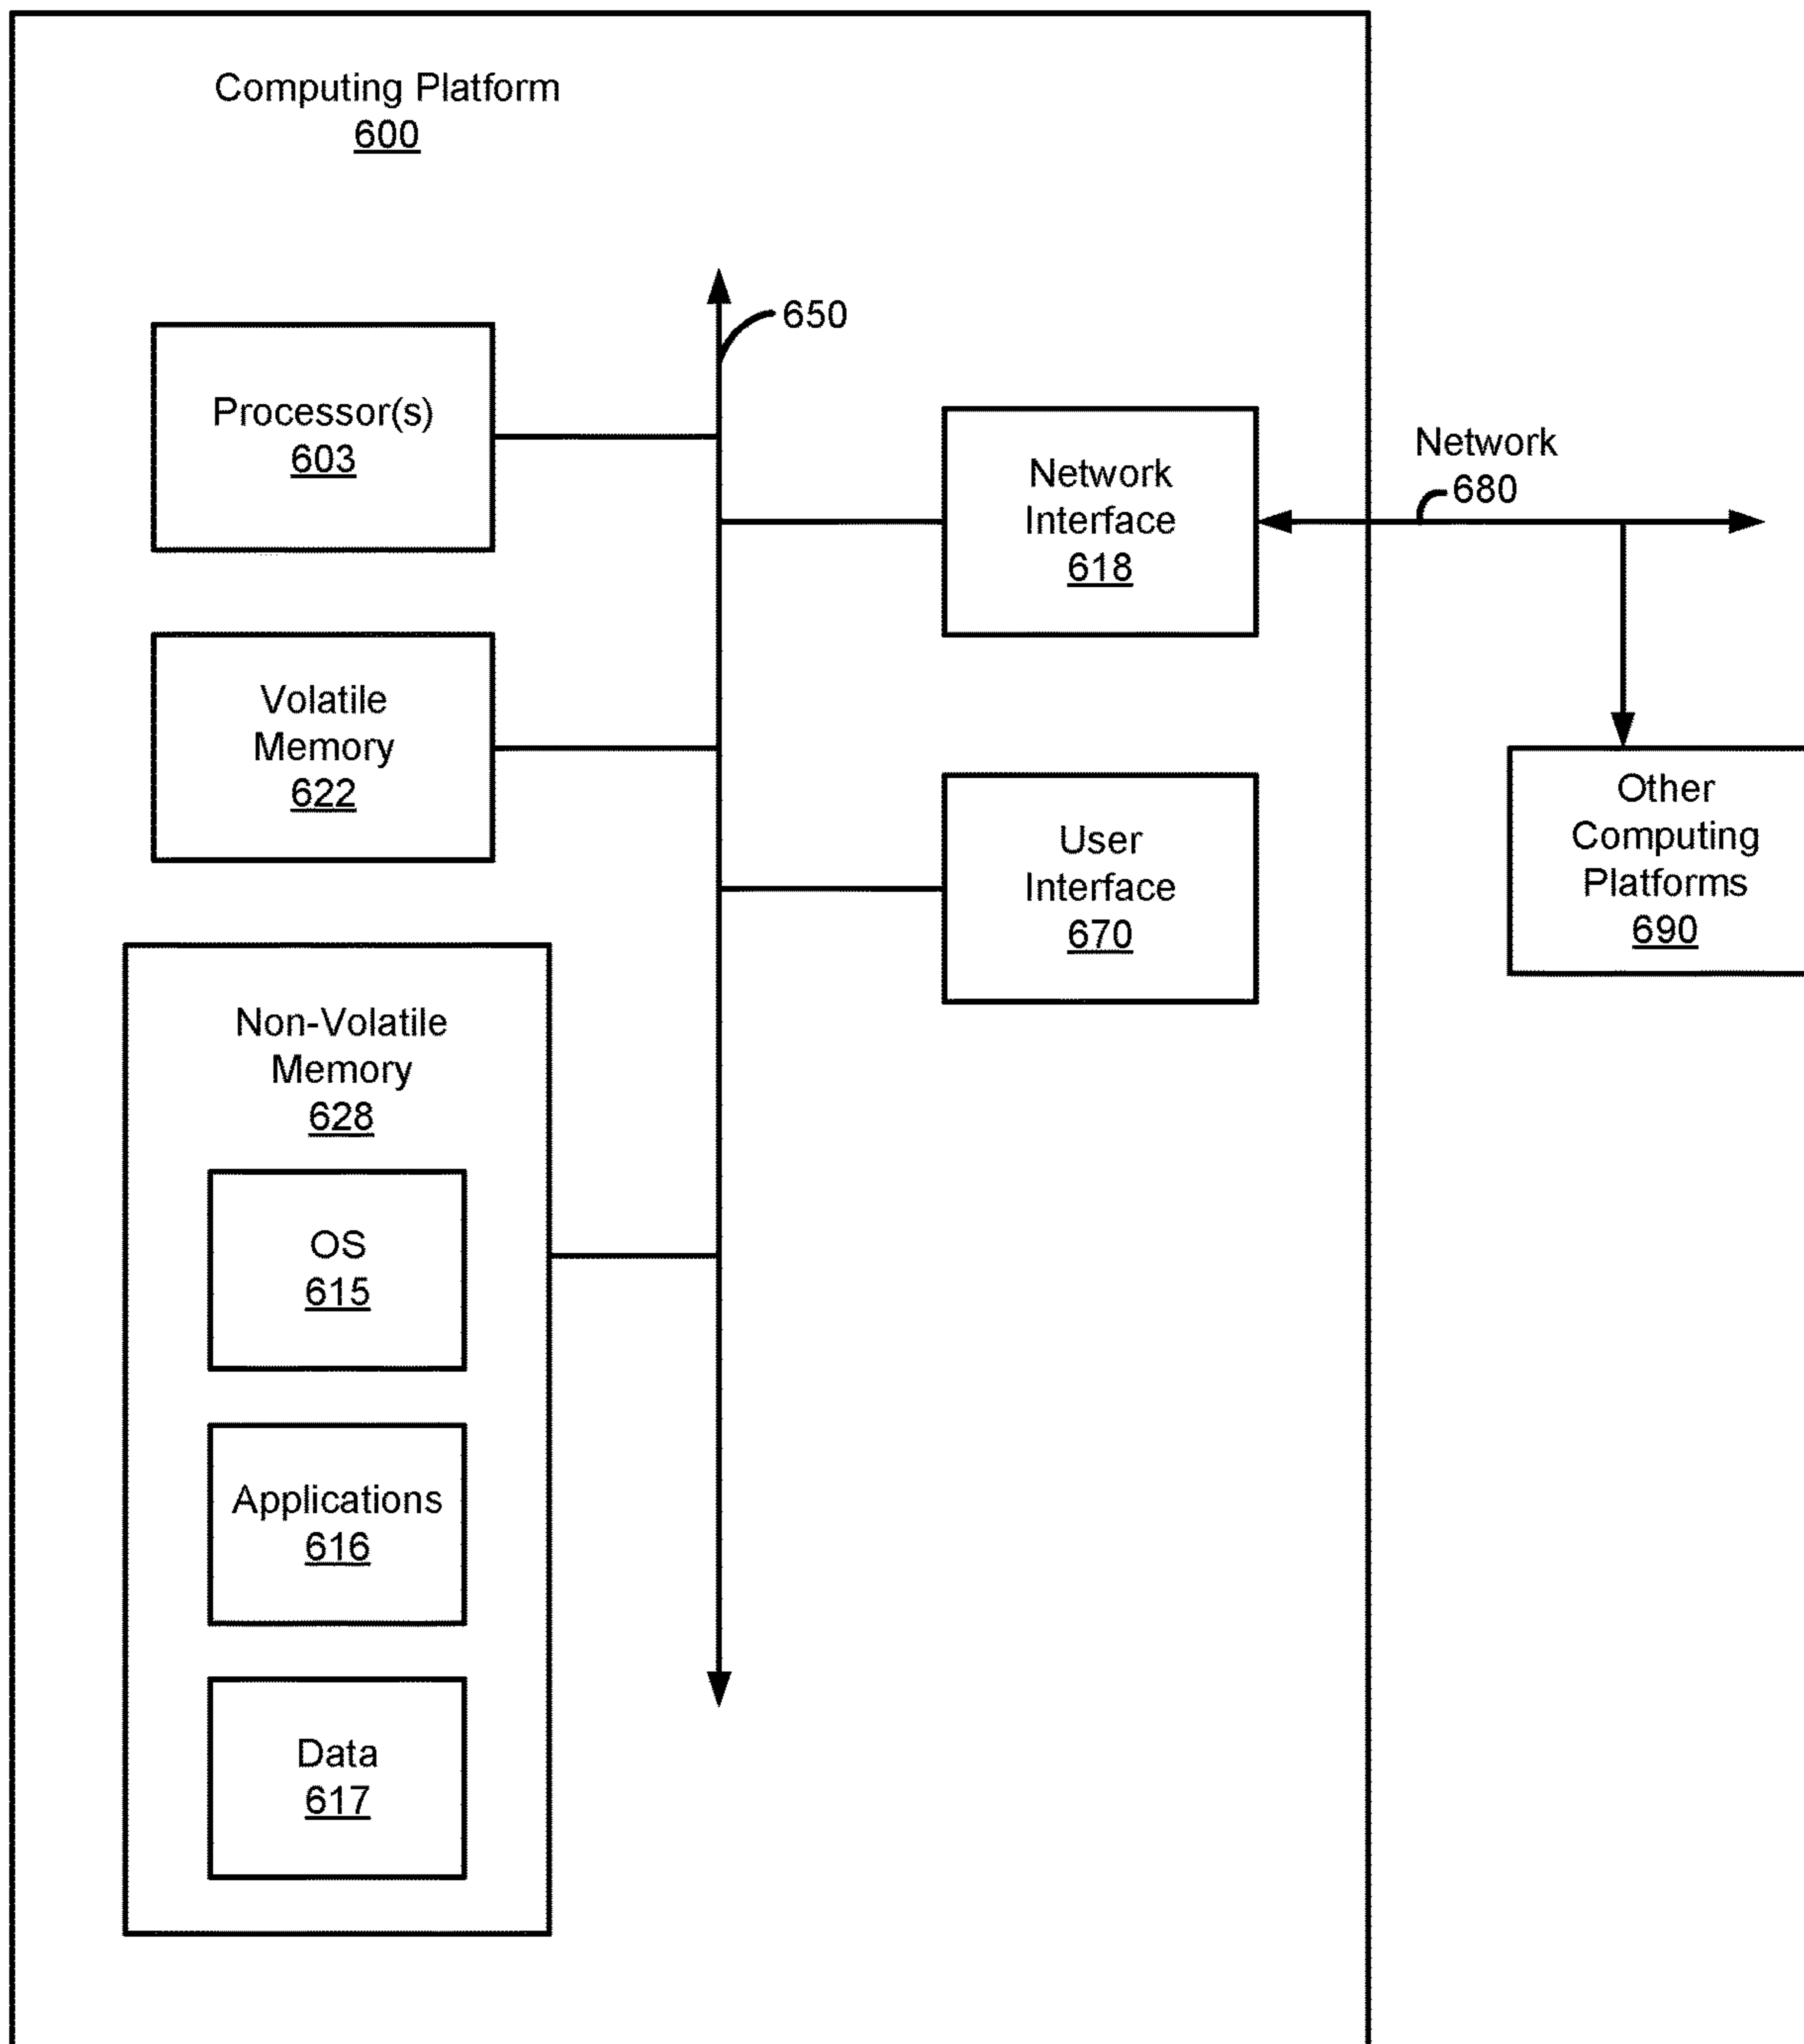 Computing Platform
600
650
Processor(s)
603
Network
Interface
618
Network
680
Volatile
Memory
622
User
Interface
670
Other
Computing
Platforms
690
Non-Volatile
Memory
628
OS
615
Applications
616
Data
617